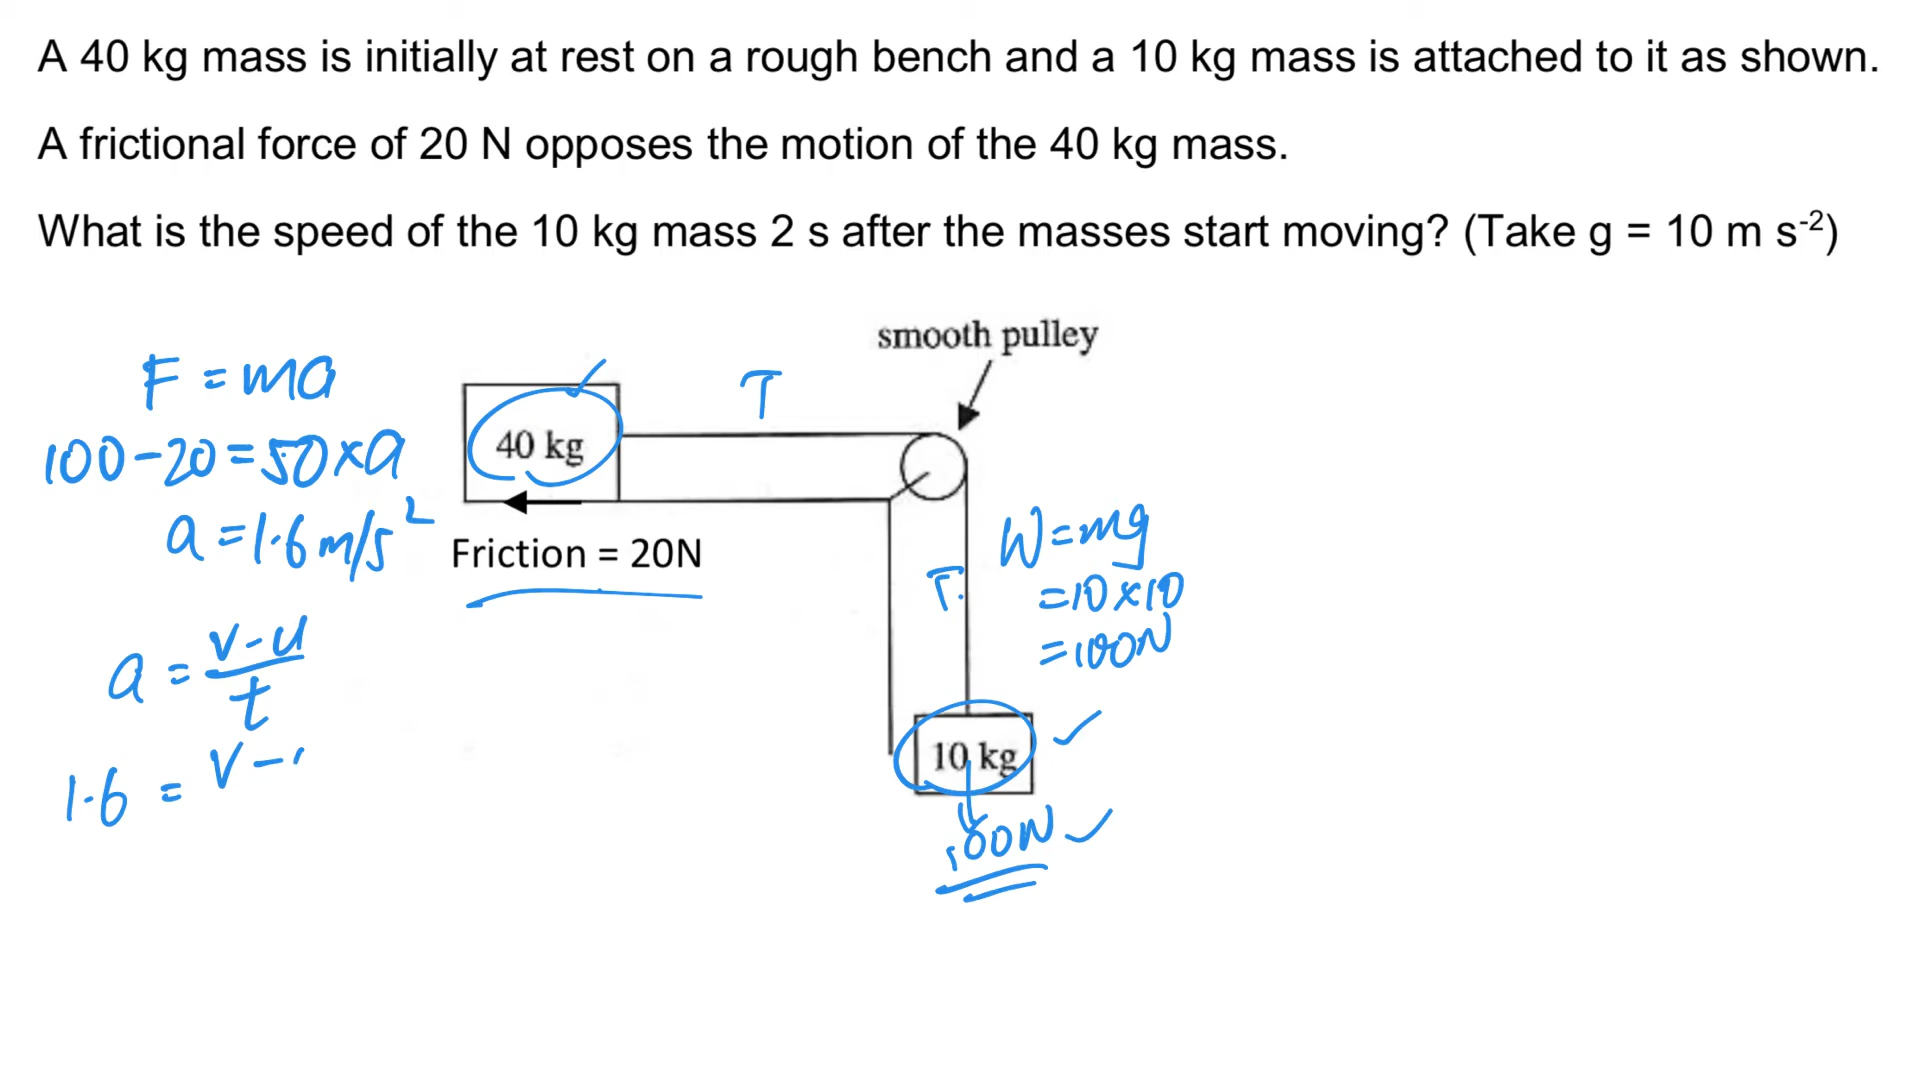 A 40 kg mass is initially at rest on a rough bench and a 10 kg mass is attached to it as shown.
A frictional force of 20 N opposes the motion of the 40 kg mass.
What is the speed of the 10 kg mass 2 s after the masses start moving? (Take g = 10 m s⁻²)
smooth pulley
F = ma
100-20=50×a
a=1.6m/s²
a = v-u/t
1.6 = v-
40 kg
T
Friction = 20N
T
W=mg
=10×10
=100N
10 kg
100N